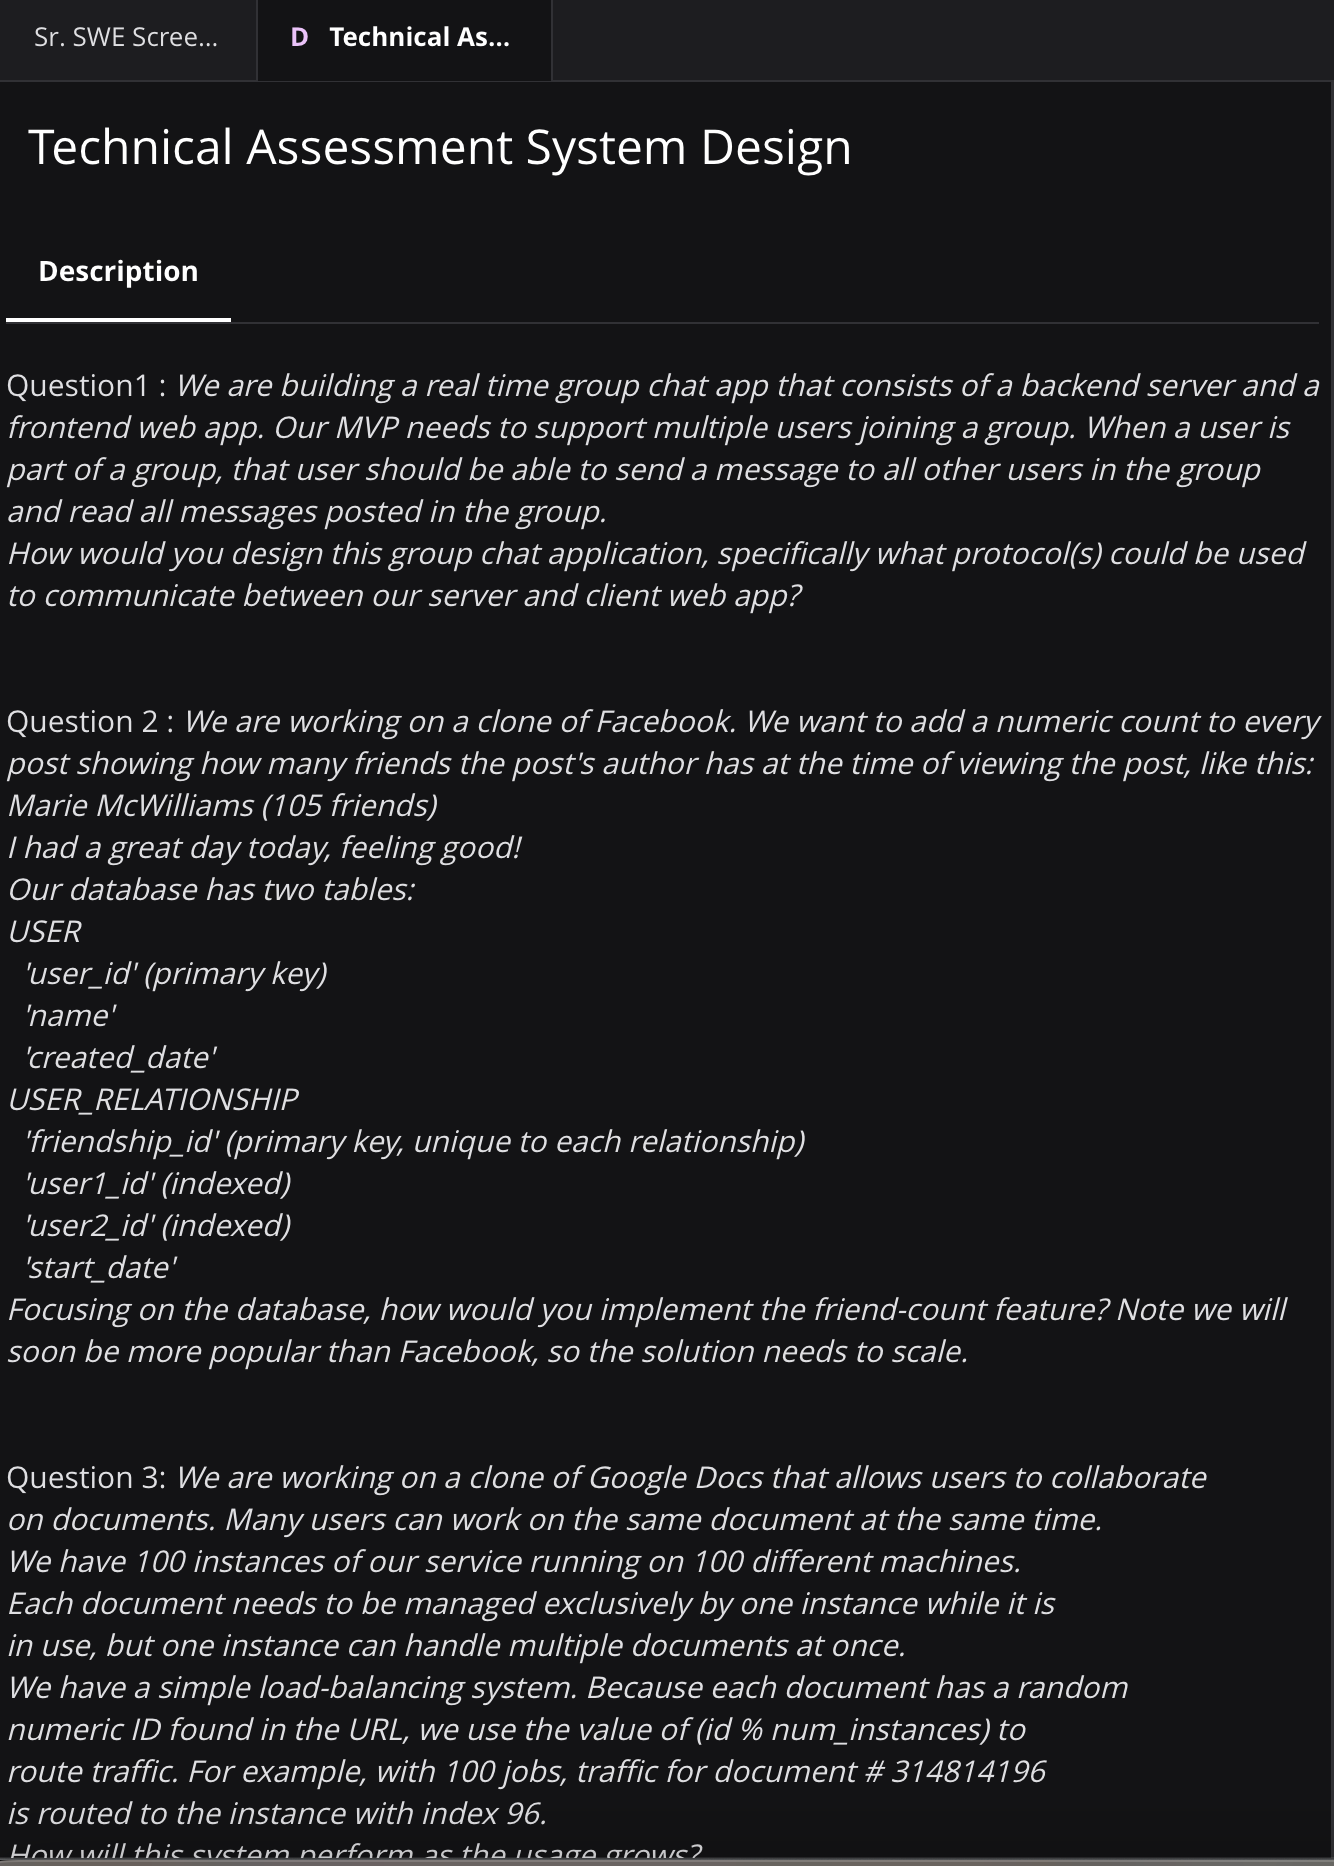 Sr. SWE Scree...
D Technical As...
Technical Assessment System Design
Description
Question1 : We are building a real time group chat app that consists of a backend server and a
frontend web app. Our MVP needs to support multiple users joining a group. When a user is
part of a group, that user should be able to send a message to all other users in the group
and read all messages posted in the group.
How would you design this group chat application, specifically what protocol(s) could be used
to communicate between our server and client web app?
Question 2 : We are working on a clone of Facebook. We want to add a numeric count to every
post showing how many friends the post's author has at the time of viewing the post, like this:
Marie McWilliams (105 friends)
I had a great day today, feeling good!
Our database has two tables:
USER
'user_id' (primary key)
'name'
'created_date'
USER_RELATIONSHIP
'friendship_id' (primary key, unique to each relationship)
'user1_id' (indexed)
'user2_id' (indexed)
'start_date'
Focusing on the database, how would you implement the friend-count feature? Note we will
soon be more popular than Facebook, so the solution needs to scale.
Question 3: We are working on a clone of Google Docs that allows users to collaborate
on documents. Many users can work on the same document at the same time.
We have 100 instances of our service running on 100 different machines.
Each document needs to be managed exclusively by one instance while it is
in use, but one instance can handle multiple documents at once.
We have a simple load-balancing system. Because each document has a random
numeric ID found in the URL, we use the value of (id % num_instances) to
route traffic. For example, with 100 jobs, traffic for document # 314814196
is routed to the instance with index 96.
How will this system perform as the usage grows?